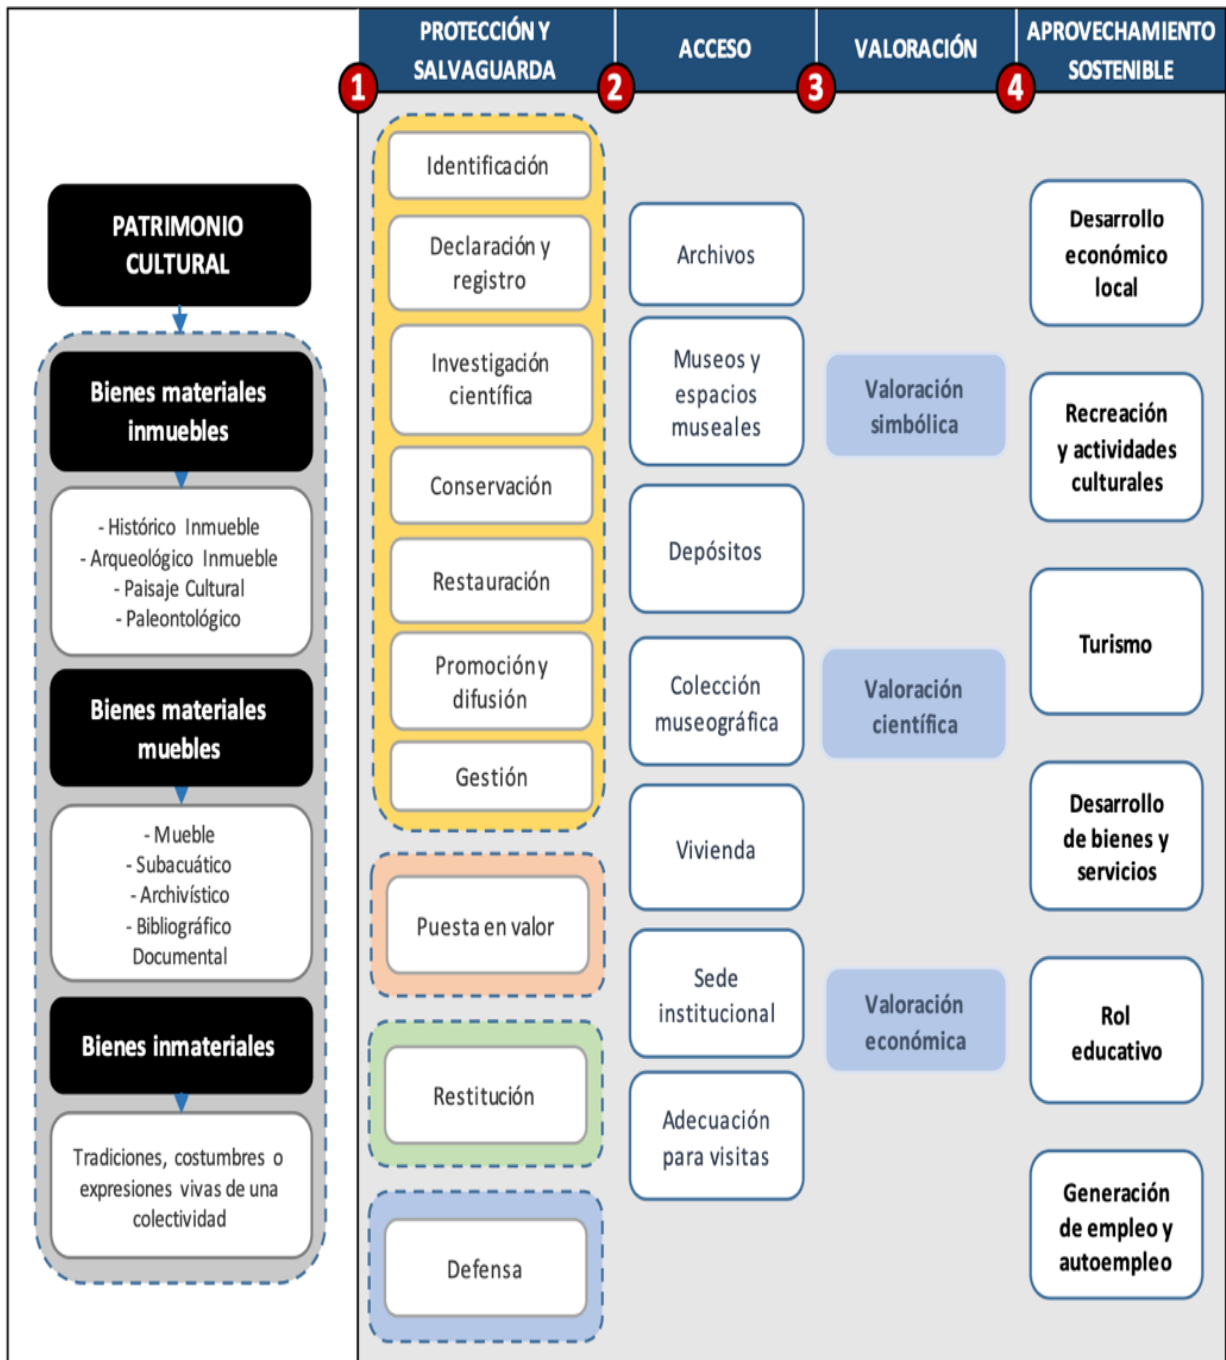 PATRIMONIO
CULTURAL
Bienes materiales
inmuebles
- Histórico Inmueble
- Arqueológico Inmueble
- Paisaje Cultural
- Paleontológico
Bienes materiales
muebles
- Mueble
- Subacuático
- Archivístico
- Bibliográfico
Documental
Bienes inmateriales
Tradiciones, costumbres o
expresiones vivas de una
colectividad
1
PROTECCIÓN Y
SALVAGUARDA
Identificación
Declaración y
registro
Investigación
científica
Conservación
Restauración
Promoción y
difusión
Gestión
Puesta en valor
Restitución
Defensa
2
ACCESO
Archivos
Museos y
espacios
museales
Depósitos
Colección
museográfica
Vivienda
Sede
institucional
Adecuación
para visitas
3
VALORACIÓN
Valoración
simbólica
Valoración
científica
Valoración
económica
4
APROVECHAMIENTO
SOSTENIBLE
Desarrollo
económico
local
Recreación
y actividades
culturales
Turismo
Desarrollo
de bienes y
servicios
Rol
educativo
Generación
de empleo y
autoempleo